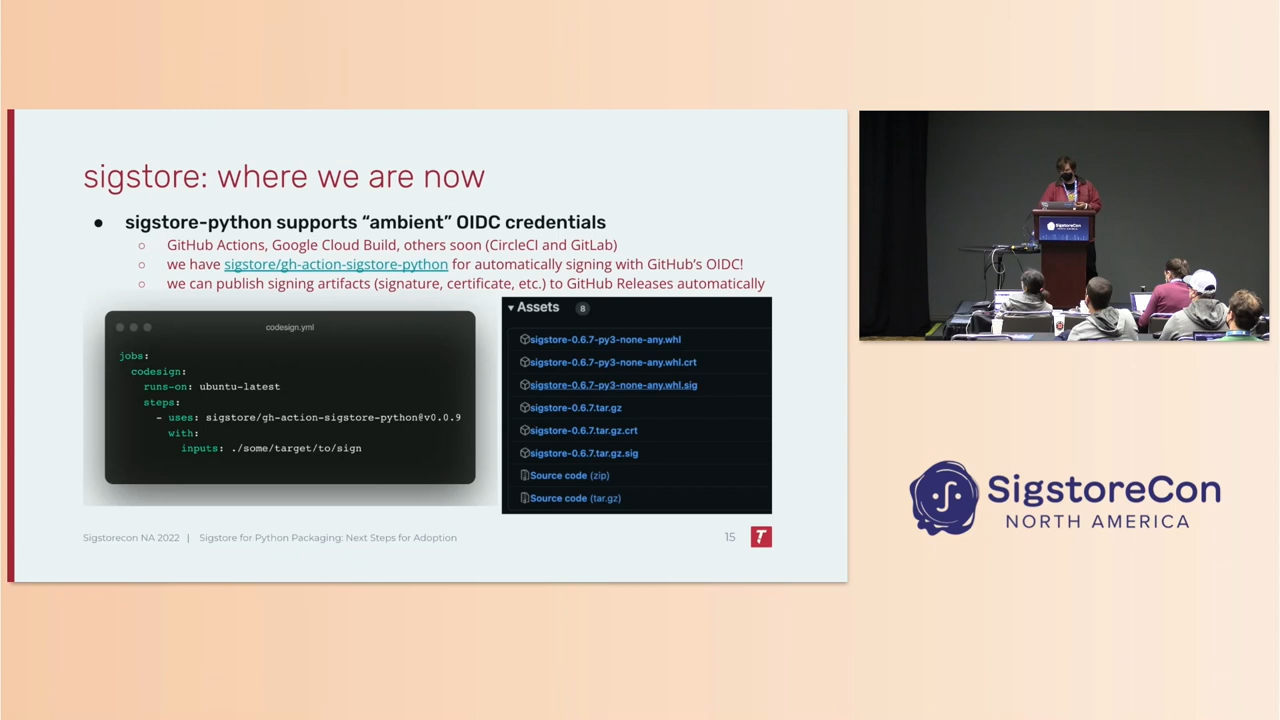 sigstore: where we are now
● sigstore-python supports “ambient” OIDC credentials
○ GitHub Actions, Google Cloud Build, others soon (CircleCI and GitLab)
○ we have sigstore/gh-action-sigstore-python for automatically signing with GitHub’s OIDC!
○ we can publish signing artifacts (signature, certificate, etc.) to GitHub Releases automatically
codesign.yml
jobs:
codesign:
runs-on: ubuntu-latest
steps:
- uses: sigstore/gh-action-sigstore-python@v0.0.9
with:
inputs: ./some/target/to/sign
Assets 8
sigstore-0.6.7-py3-none-any.whl
sigstore-0.6.7-py3-none-any.whl.crt
sigstore-0.6.7-py3-none-any.whl.sig
sigstore-0.6.7.tar.gz
sigstore-0.6.7.tar.gz.crt
sigstore-0.6.7.tar.gz.sig
Source code (zip)
Source code (tar.gz)
Sigstorecon NA 2022 | Sigstore for Python Packaging: Next Steps for Adoption
15
SigstoreCon
SigstoreCon
NORTH AMERICA